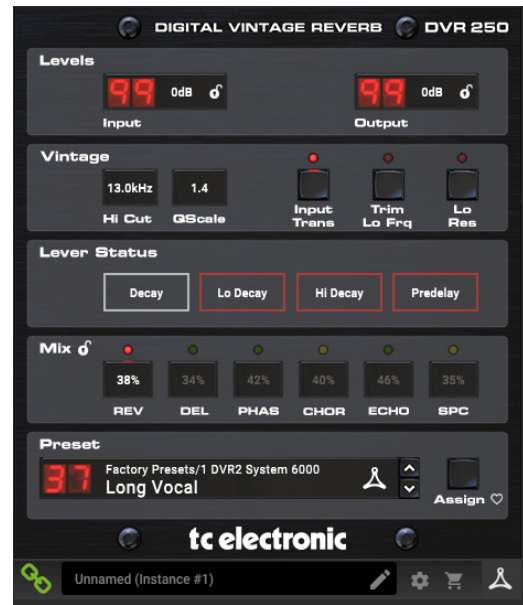 DIGITAL VINTAGE REVERB DVR 250
Levels
99 0dB 99 0dB
Input Output
Vintage
13.0kHz 1.4
Hi Cut QScale Input Trans Trim Lo Frq Lo Res
Lever Status
Decay Lo Decay Hi Decay Predelay
Mix
38% 34% 42% 40% 46% 35%
REV DEL PHAS CHOR ECHO SPC
Preset
37 Factory Presets/1 DVR2 System 6000
Long Vocal
Assign
tc electronic
Unnamed (Instance #1)